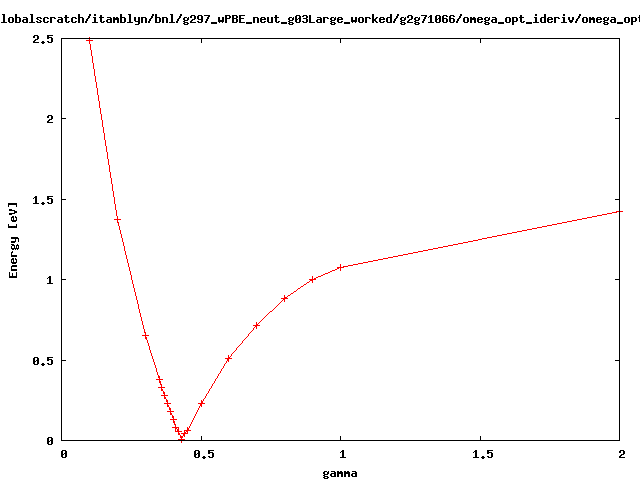 lobalscratch/itamblyn/bnl/g297_wPBE_neut_g03Large_worked/g2g71066/omega_opt_ideriv/omega_opt
2.5
2
1.5
1
0.5
0
Energy [eV]
0 0.5 1 1.5 2
gamma